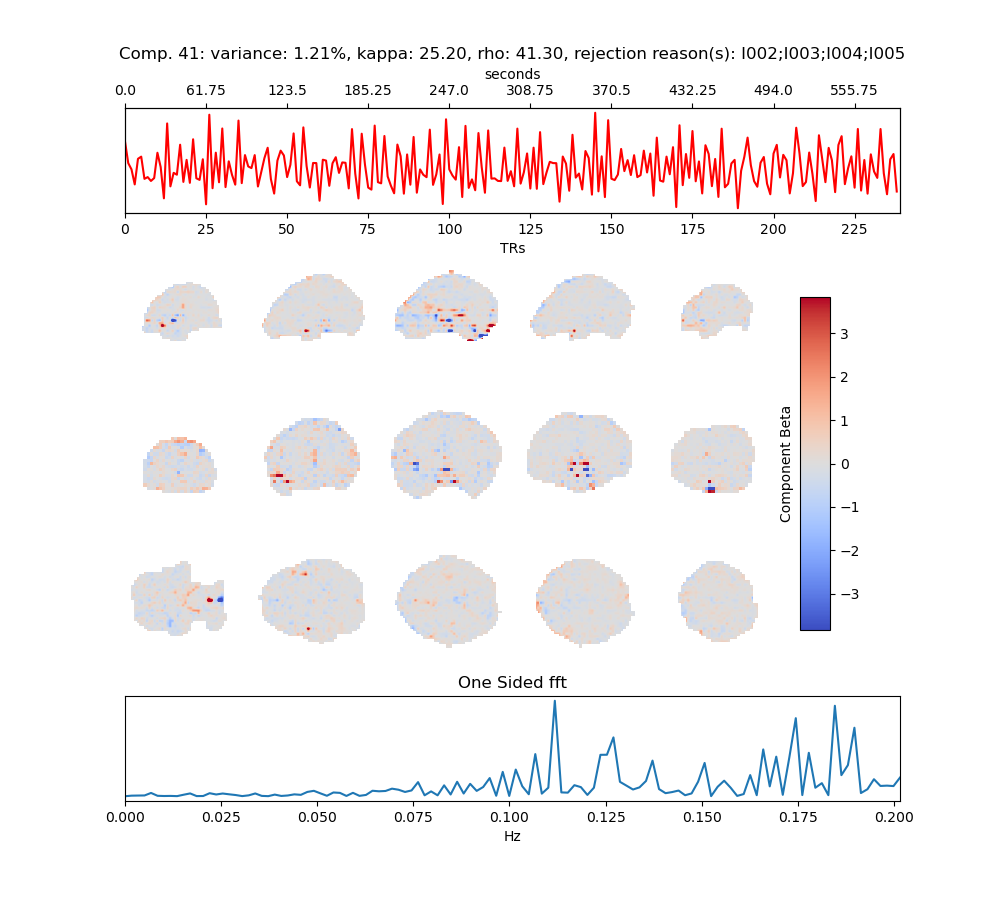 Comp. 41: variance: 1.21%, kappa: 25.20, rho: 41.30, rejection reason(s): I002;I003;I004;I005
seconds
0.0 61.75 123.5 185.25 247.0 308.75 370.5 432.25 494.0 555.75
0 25 50 75 100 125 150 175 200 225
TRs
3
2
1
0
−1
−2
−3
Component Beta
One Sided fft
0.000 0.025 0.050 0.075 0.100 0.125 0.150 0.175 0.200
Hz